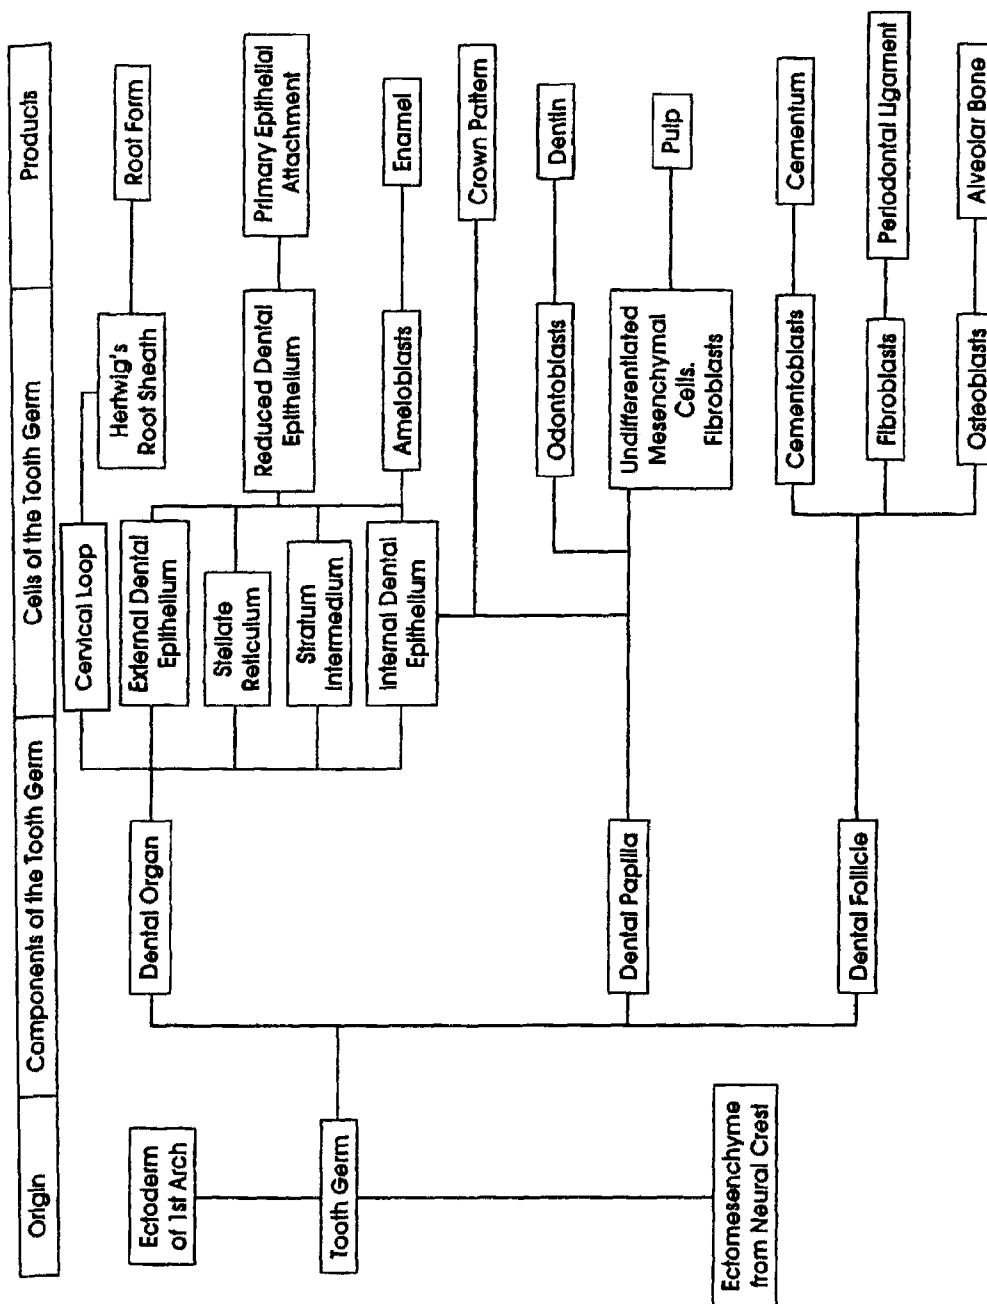 Origin
Components of the Tooth Germ
Cells of the Tooth Germ
Products
Ectoderm
of 1st Arch
Tooth Germ
Ectomesenchyme
from Neural Crest
Dental Organ
Dental Papilla
Dental Follicle
Cervical Loop
External Dental
Epithelium
Stellate
Reticulum
Stratum
Intermedium
Internal Dental
Epithelium
Hertwig's
Root Sheath
Reduced Dental
Epithelium
Ameloblasts
Odontoblasts
Undifferentiated
Mesenchymal
Cells.
Fibroblasts
Cementoblasts
Fibroblasts
Osteoblasts
Root Form
Primary Epithelial
Attachment
Enamel
Crown Pattern
Dentin
Pulp
Cementum
Periodontal Ligament
Alveolar Bone